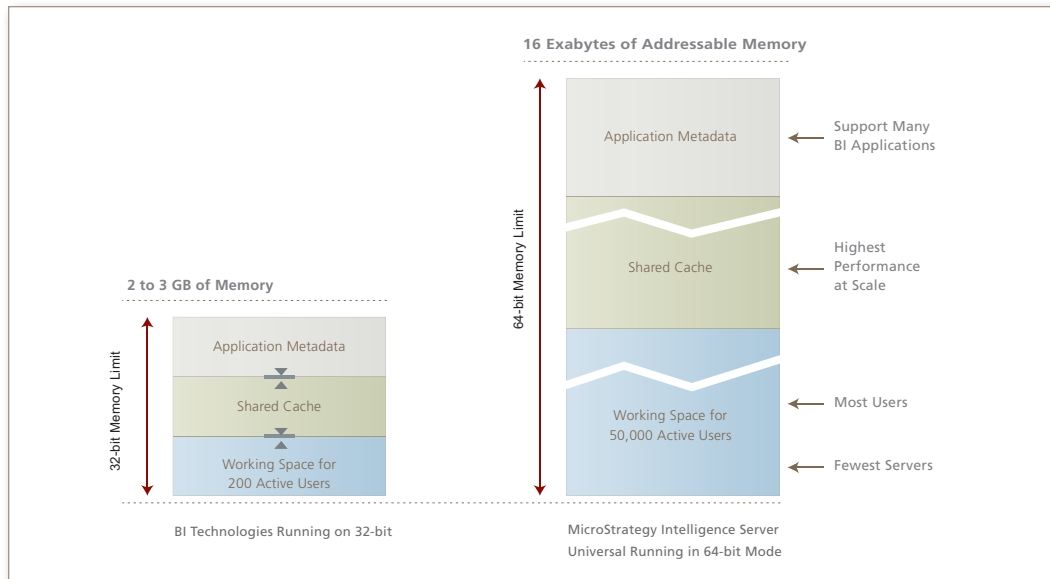 16 Exabytes of Addressable Memory
Application Metadata
Support Many
BI Applications
64-bit Memory Limit
Shared Cache
Highest
Performance
at Scale
2 to 3 GB of Memory
32-bit Memory Limit
Application Metadata
Shared Cache
Working Space for
200 Active Users
Working Space for
50,000 Active Users
Most Users
Fewest Servers
BI Technologies Running on 32-bit
MicroStrategy Intelligence Server
Universal Running in 64-bit Mode